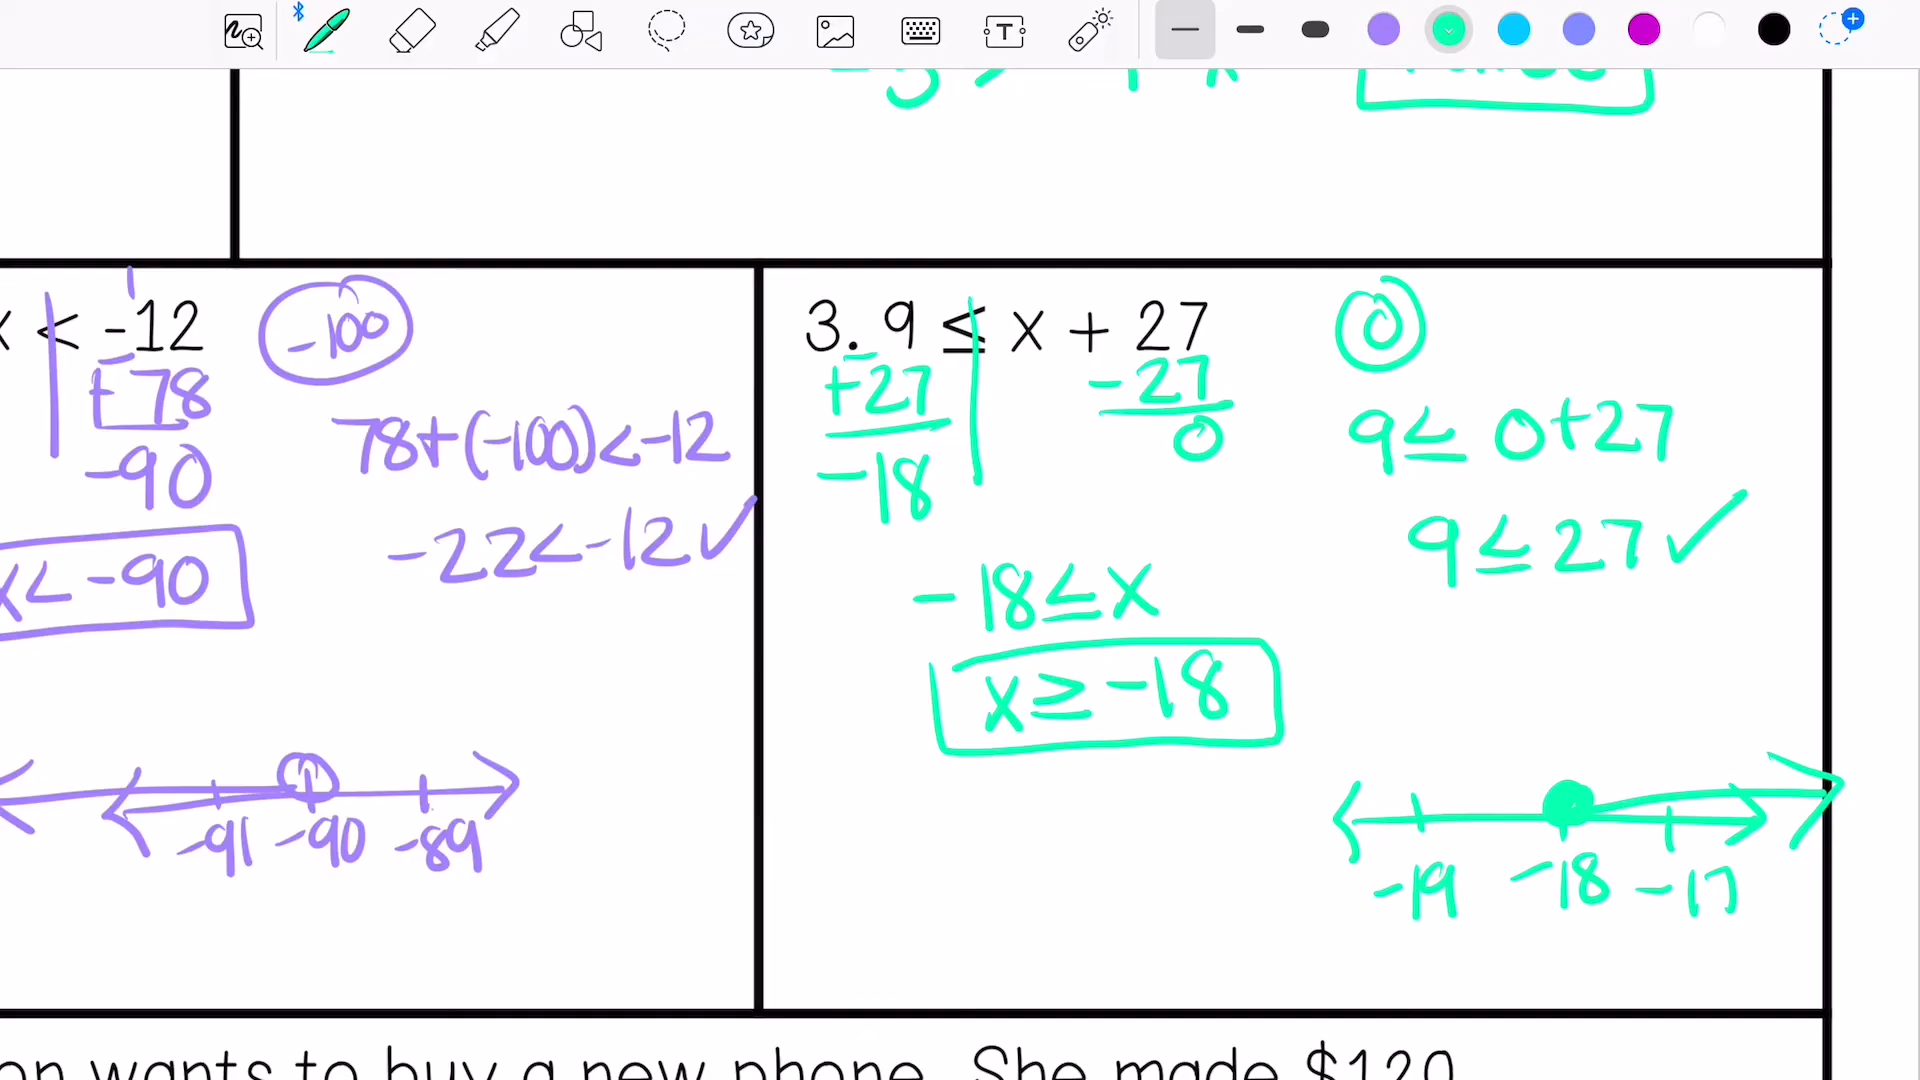 x < -12
+ -78
-90
x < -90
-100
78+(-100)<-12
-22<-12✓
-91 -90 -89
3. 9 ≤ x + 27
+-27 -27
-18 0
-18≤x
x≥-18
0
9≤ 0+27
9≤27✓
-19 -18 -17
on wants to buy a new phone. She made $120